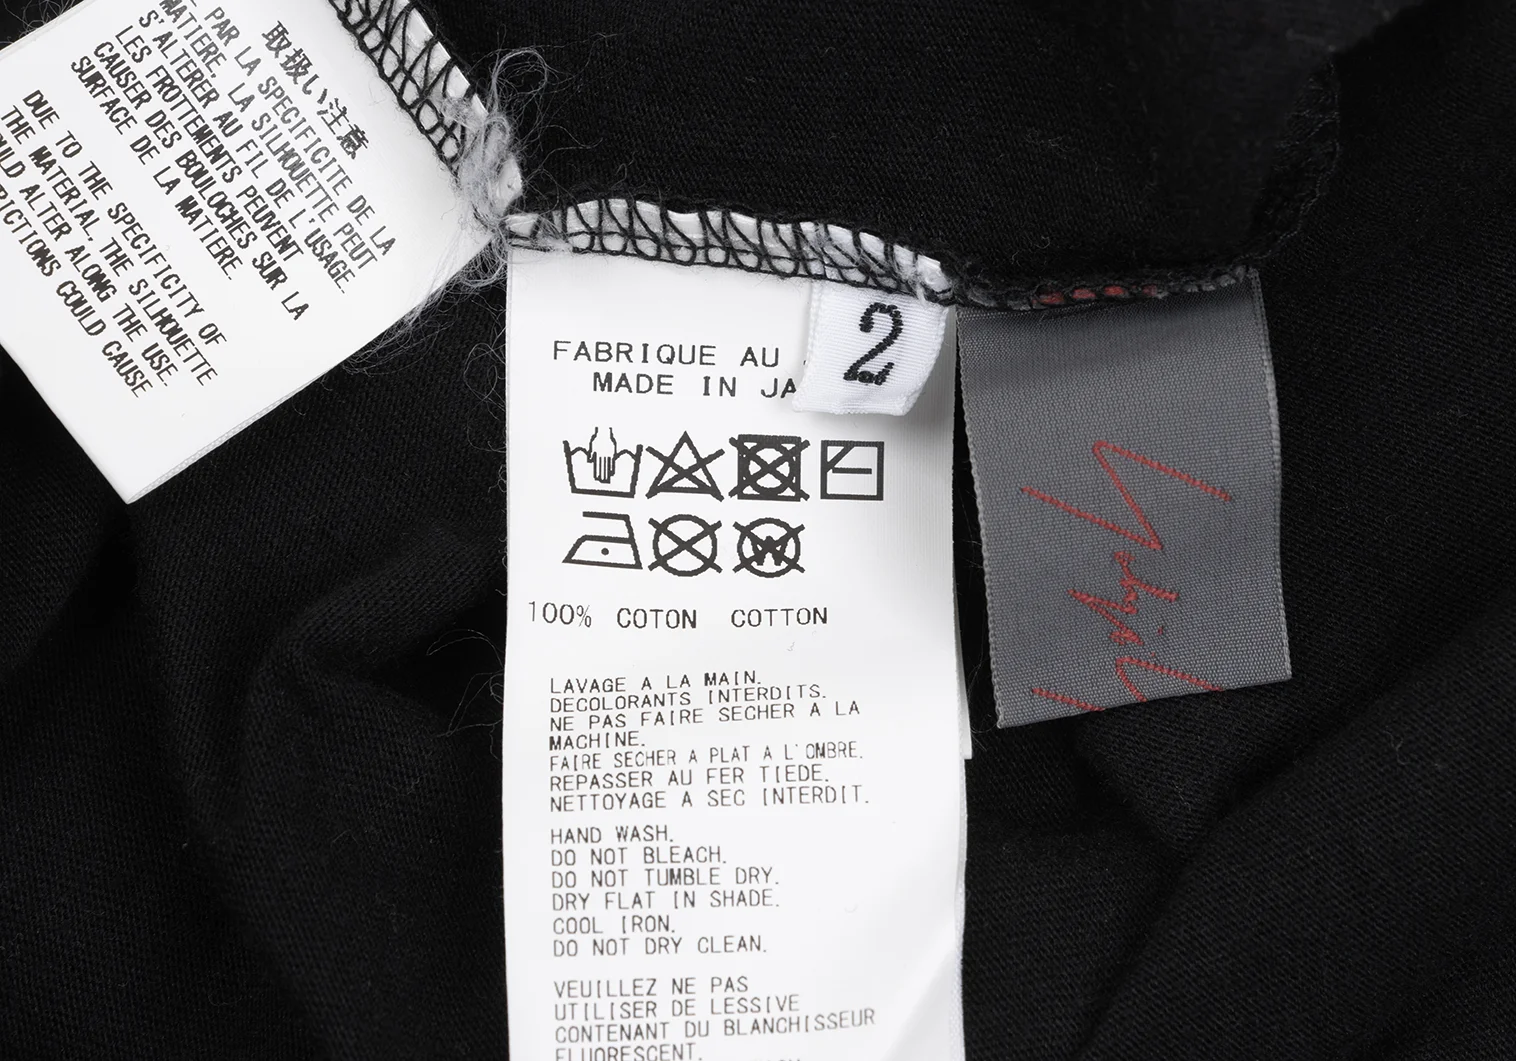 取扱い注意
PAR LA SPECIFICITE DE LA
MATIERE, LA SILHOUETTE PEUT
S'ALTERER AU FIL DE L'USAGE.
LES FROTTEMENTS PEUVENT
CAUSER DES BOULOCHES SUR LA
SURFACE DE LA MATIERE.
DUE TO THE SPECIFICITY OF
THE MATERIAL, THE SILHOUETTE
ALTER ALONG THE USE.
COULD CAUSE
FABRIQUE AU
MADE IN
2
W
100% COTON COTTON
LAVAGE A LA MAIN.
DECOLORANTS INTERDITS.
NE PAS FAIRE SECHER A LA
MACHINE.
FAIRE SECHER A PLAT A L'OMBRE.
REPASSER AU FER TIEDE.
NETTOYAGE A SEC INTERDIT.
HAND WASH.
DO NOT BLEACH.
DO NOT TUMBLE DRY.
DRY FLAT IN SHADE.
COOL IRON.
DO NOT DRY CLEAN.
VEUILLEZ NE PAS
UTILISER DE LESSIVE
CONTENANT DU BLANCHISSEUR
FLUORESCENT.